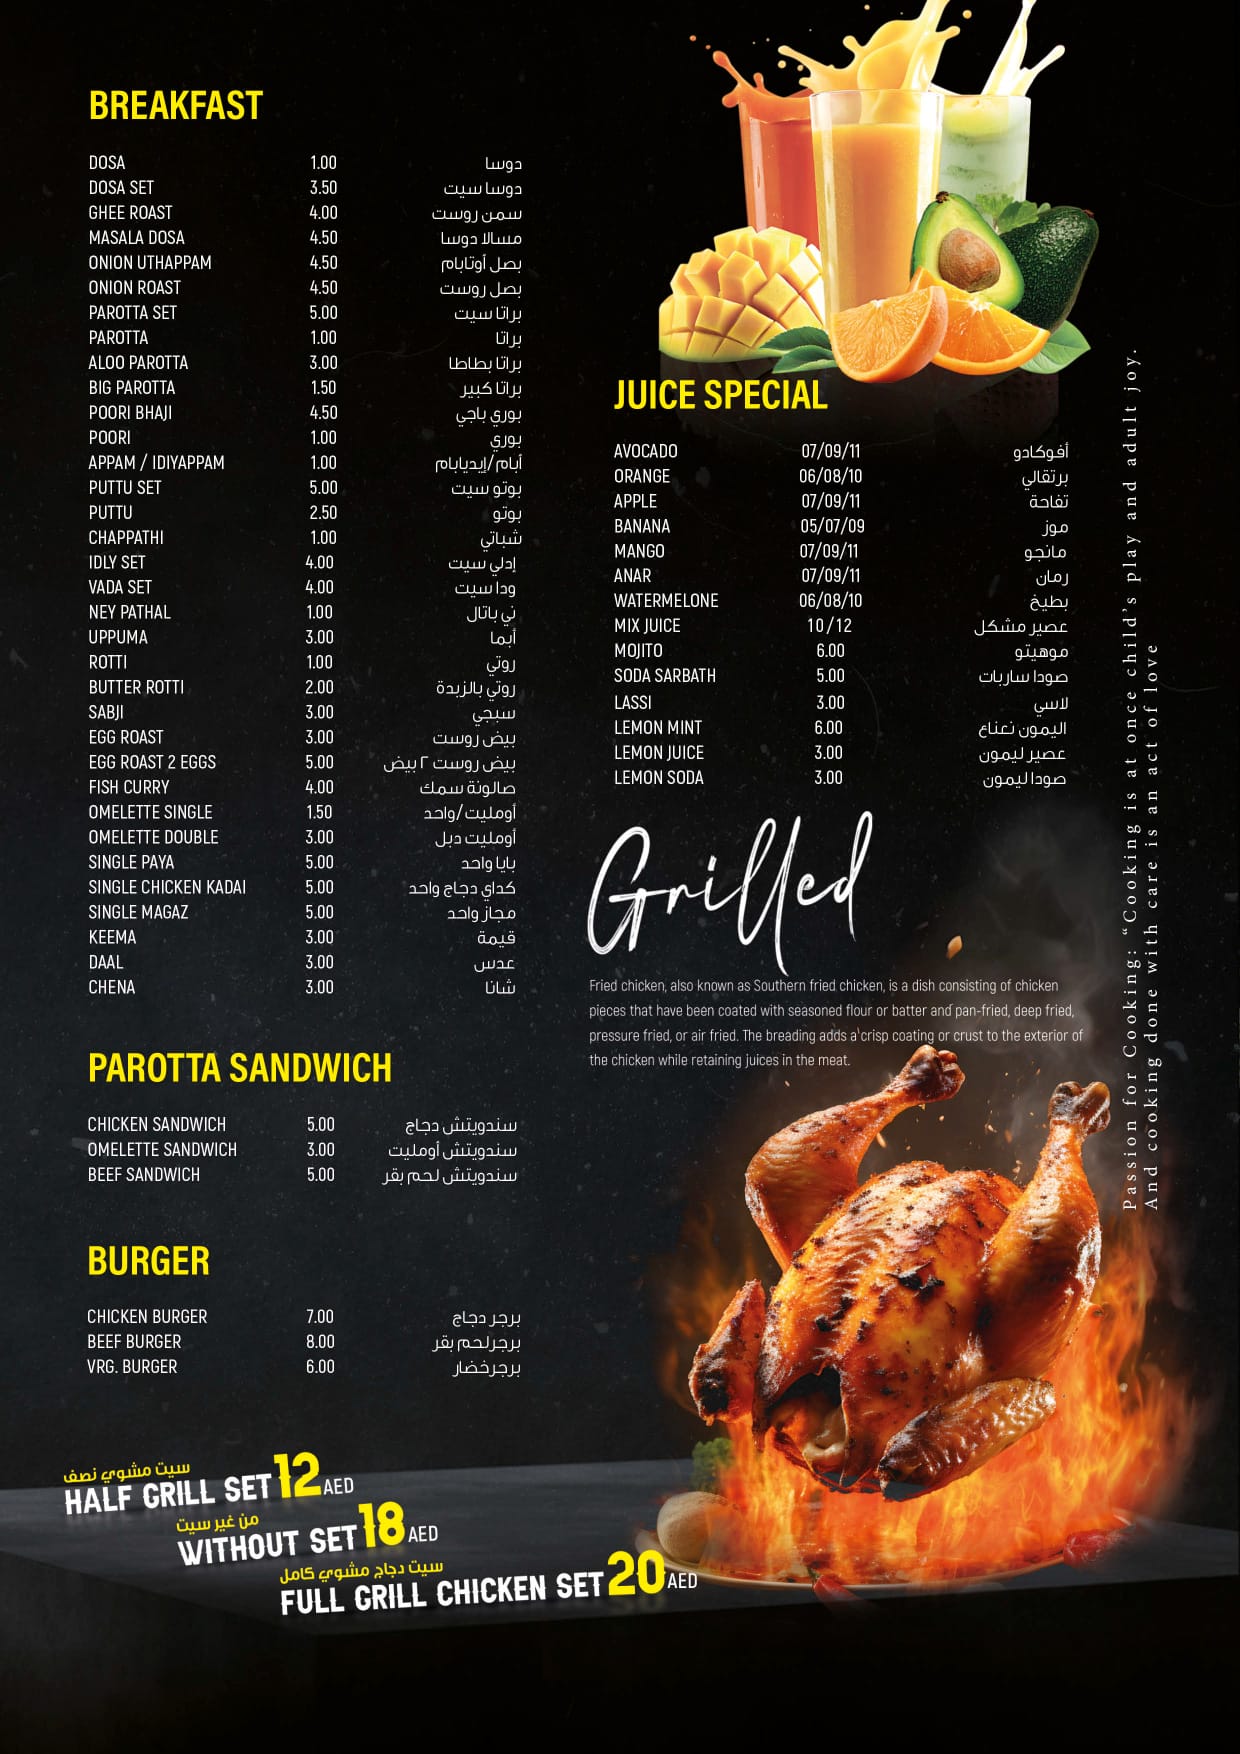 BREAKFAST
DOSA 1.00 دوسا
DOSA SET 3.50 دوسا سيت
GHEE ROAST 4.00 سمن روست
MASALA DOSA 4.50 مسالا دوسا
ONION UTHAPPAM 4.50 بصل أوتابام
ONION ROAST 4.50 بصل روست
PAROTTA SET 5.00 براتا سيت
PAROTTA 1.00 براتا
ALOO PAROTTA 3.00 براتا بطاطا
BIG PAROTTA 1.50 براتا كبير
POORI BHAJI 4.50 بوري باجي
POORI 1.00 بوري
APPAM / IDIYAPPAM 1.00 أبام/إيديابام
PUTTU SET 5.00 بوتو سيت
PUTTU 2.50 بوتو
CHAPPATHI 1.00 شباتي
IDLY SET 4.00 إدلي سيت
VADA SET 4.00 ودا سيت
NEY PATHAL 1.00 ني باتال
UPPUMA 3.00 أبما
ROTTI 1.00 روتي
BUTTER ROTTI 2.00 روتي بالزبدة
SABJI 3.00 سبجي
EGG ROAST 3.00 بيض روست
EGG ROAST 2 EGGS 5.00 بيض روست ٢ بيض
FISH CURRY 4.00 صالونة سمك
OMELETTE SINGLE 1.50 أومليت /واحد
OMELETTE DOUBLE 3.00 أومليت دبل
SINGLE PAYA 5.00 بايا واحد
SINGLE CHICKEN KADAI 5.00 كداي دجاج واحد
SINGLE MAGAZ 5.00 مجاز واحد
KEEMA 3.00 قيمة
DAAL 3.00 عدس
CHENA 3.00 شانا
PAROTTA SANDWICH
CHICKEN SANDWICH 5.00 سندويتش دجاج
OMELETTE SANDWICH 3.00 سندويتش أومليت
BEEF SANDWICH 5.00 سندويتش لحم بقر
BURGER
CHICKEN BURGER 7.00 برجر دجاج
BEEF BURGER 8.00 برجرلحم بقر
VRG. BURGER 6.00 برجرخضار
سيت مشوي نصف
HALF GRILL SET 12 AED
من غير سيت
WITHOUT SET 18 AED
سيت دجاج مشوي كامل
FULL GRILL CHICKEN SET 20 AED
JUICE SPECIAL
AVOCADO 07/09/11 أفوكادو
ORANGE 06/08/10 برتقالي
APPLE 07/09/11 تفاحة
BANANA 05/07/09 موز
MANGO 07/09/11 مانجو
ANAR 07/09/11 رمان
WATERMELONE 06/08/10 بطيخ
MIX JUICE 10/12 عصير مشكل
MOJITO 6.00 موهيتو
SODA SARBATH 5.00 صودا ساربات
LASSI 3.00 لاسي
LEMON MINT 6.00 اليمون نعناع
LEMON JUICE 3.00 عصير ليمون
LEMON SODA 3.00 صودا ليمون
Grilled
Fried chicken, also known as Southern fried chicken, is a dish consisting of chicken
pieces that have been coated with seasoned flour or batter and pan-fried, deep fried,
pressure fried, or air fried. The breading adds a crisp coating or crust to the exterior of
the chicken while retaining juices in the meat.
Passion for Cooking: “Cooking is at once child’s play and adult joy.
And cooking done with care is an act of love